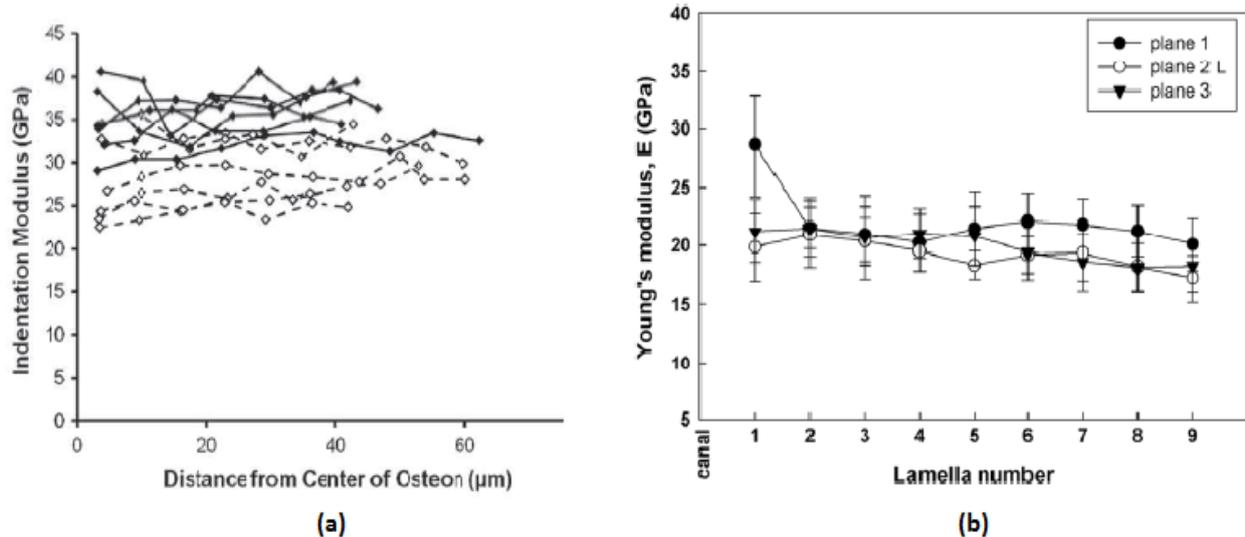 45
40
35
30
25
20
15
10
5
0
Indentation Modulus (GPa)
0 20 40 60
Distance from Center of Osteon (µm)
(a)
40
35
30
25
20
15
10
5
Young's modulus, E (GPa)
plane 1
plane 2 L
plane 3
canal 1 2 3 4 5 6 7 8 9
Lamella number
(b)